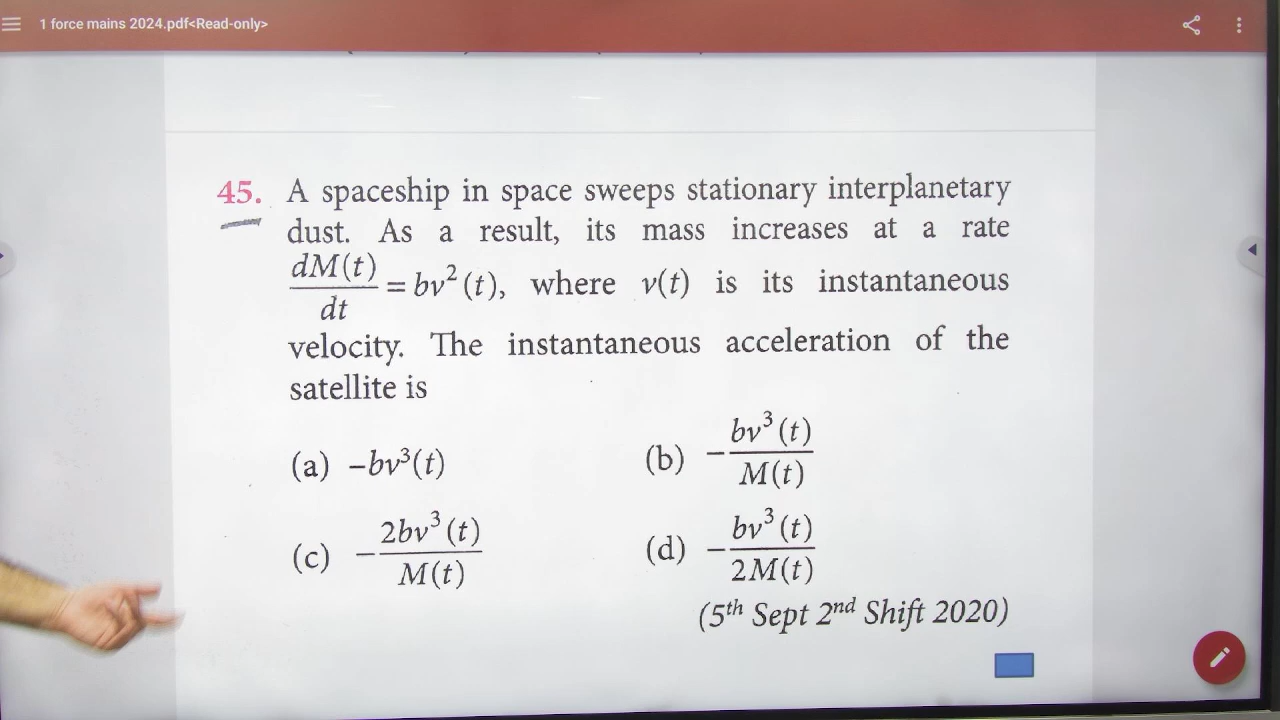 1 force mains 2024.pdf<Read-only>
45. A spaceship in space sweeps stationary interplanetary
dust. As a result, its mass increases at a rate
dM(t)/dt = bv²(t), where v(t) is its instantaneous
velocity. The instantaneous acceleration of the
satellite is
(a) –bv³(t) (b) –bv³(t)/M(t)
(c) –2bv³(t)/M(t) (d) –bv³(t)/2M(t)
(5th Sept 2nd Shift 2020)